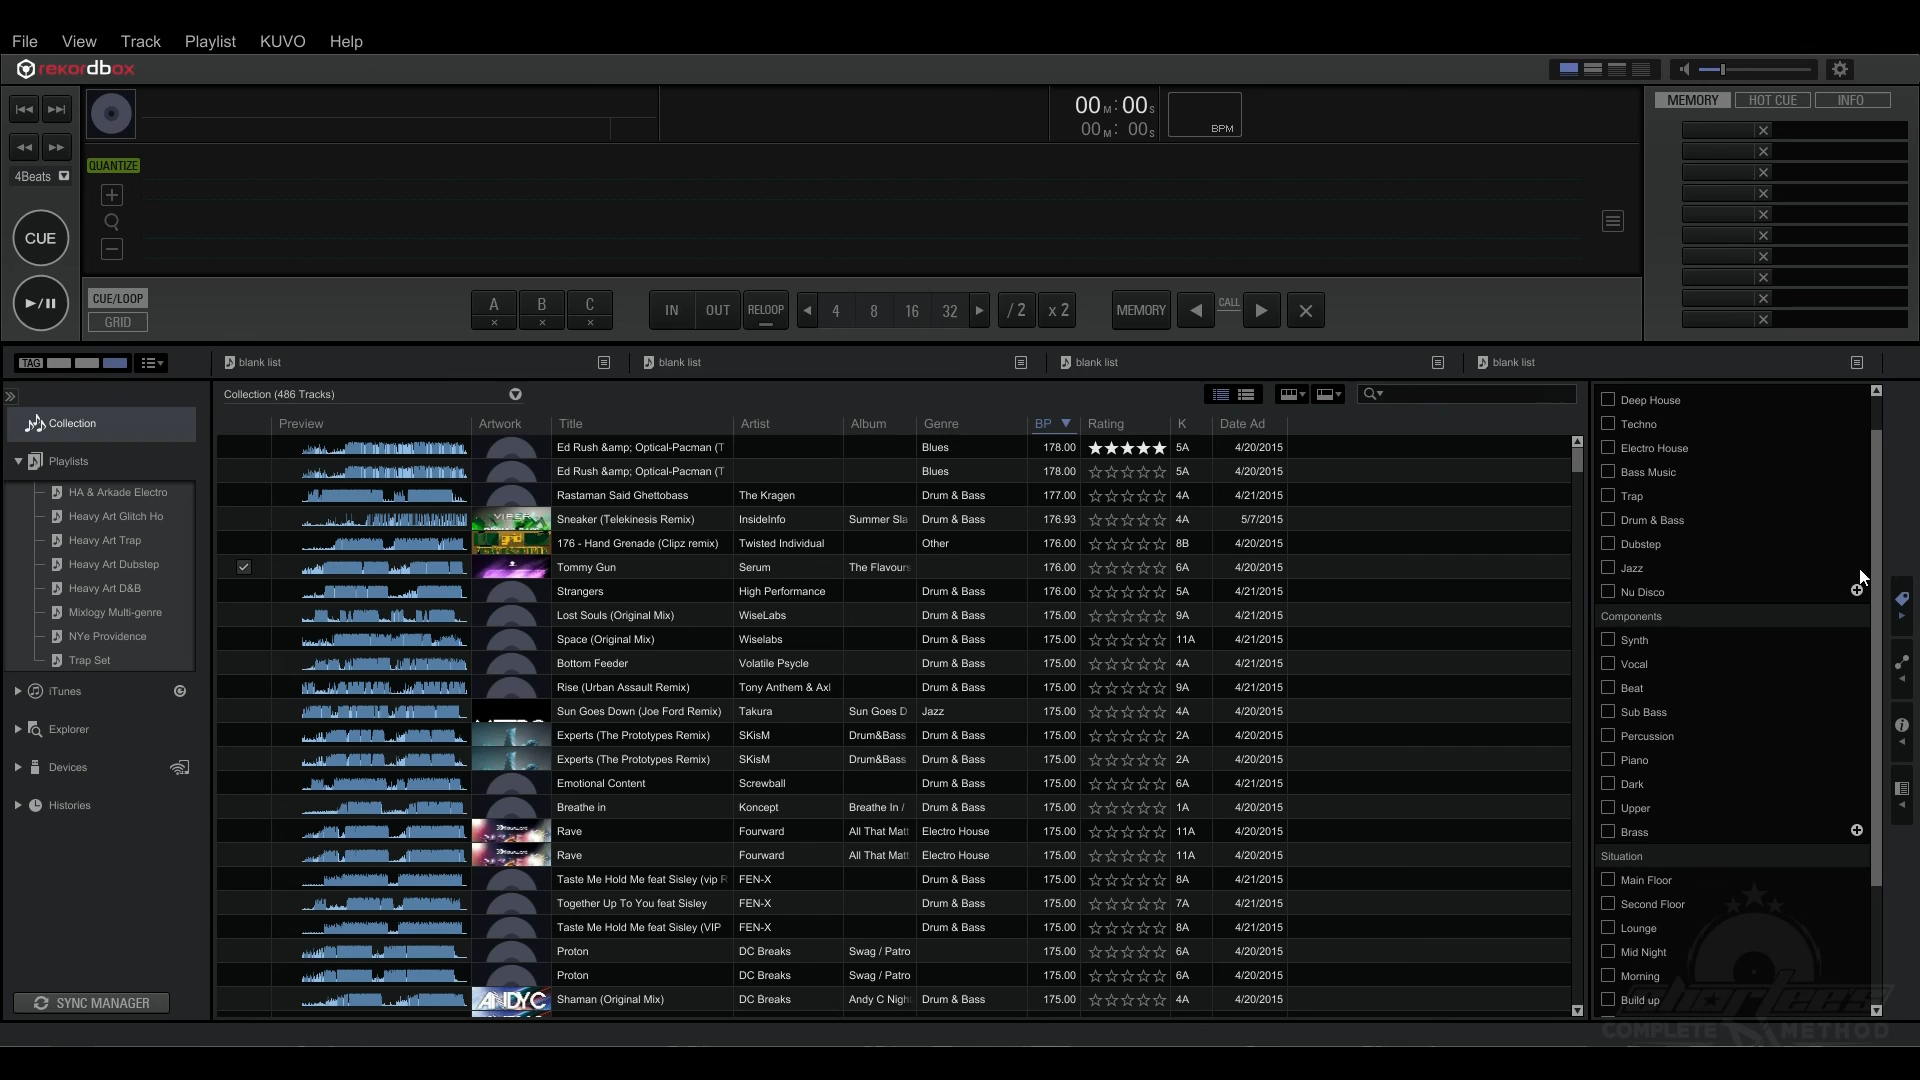 File View Track Playlist KUVO Help
rekordbox
00M: 00s
00M: 00s
BPM
MEMORY HOT CUE INFO
4Beats
QUANTIZE
CUE
CUE/LOOP
GRID
A B C
IN OUT RELOOP 4 8 16 32 / 2 x 2 MEMORY CALL
TAG blank list blank list blank list blank list
Collection (486 Tracks)
Collection
Playlists
HA & Arkade Electro
Heavy Art Glitch Ho
Heavy Art Trap
Heavy Art Dubstep
Heavy Art D&B
Mixlogy Multi-genre
NYe Providence
Trap Set
iTunes
Explorer
Devices
Histories
SYNC MANAGER
Preview Artwork Title Artist Album Genre BP Rating K Date Ad
Ed Rush &amp; Optical-Pacman (T Blues 178.00 5A 4/20/2015
Ed Rush &amp; Optical-Pacman (T Blues 178.00 5A 4/20/2015
Rastaman Said Ghettobass The Kragen Drum & Bass 177.00 4A 4/21/2015
VIPER Sneaker (Telekinesis Remix) InsideInfo Summer Sla Drum & Bass 176.93 4A 5/7/2015
176 - Hand Grenade (Clipz remix) Twisted Individual Other 176.00 8B 4/20/2015
Tommy Gun Serum The Flavours 176.00 6A 4/20/2015
Strangers High Performance Drum & Bass 176.00 5A 4/21/2015
Lost Souls (Original Mix) WiseLabs Drum & Bass 175.00 9A 4/21/2015
Space (Original Mix) Wiselabs Drum & Bass 175.00 11A 4/21/2015
Bottom Feeder Volatile Psycle Drum & Bass 175.00 4A 4/21/2015
Rise (Urban Assault Remix) Tony Anthem & Axl Drum & Bass 175.00 9A 4/21/2015
Sun Goes Down (Joe Ford Remix) Takura Sun Goes D Jazz 175.00 4A 4/20/2015
Experts (The Prototypes Remix) SKisM Drum&Bass Drum & Bass 175.00 2A 4/20/2015
Experts (The Prototypes Remix) SKisM Drum&Bass Drum & Bass 175.00 2A 4/20/2015
Emotional Content Screwball Drum & Bass 175.00 6A 4/21/2015
Breathe in Koncept Breathe In / Drum & Bass 175.00 1A 4/20/2015
Rave Fourward All That Matt Electro House 175.00 11A 4/20/2015
Rave Fourward All That Matt Electro House 175.00 11A 4/20/2015
Taste Me Hold Me feat Sisley (vip R FEN-X Drum & Bass 175.00 8A 4/21/2015
Together Up To You feat Sisley FEN-X Drum & Bass 175.00 7A 4/21/2015
Taste Me Hold Me feat Sisley (VIP FEN-X Drum & Bass 175.00 8A 4/21/2015
Proton DC Breaks Swag / Patro 175.00 6A 4/20/2015
Proton DC Breaks Swag / Patro 175.00 6A 4/20/2015
ANDYC Shaman (Original Mix) DC Breaks Andy C Nigh Drum & Bass 175.00 4A 4/20/2015
Deep House
Techno
Electro House
Bass Music
Trap
Drum & Bass
Dubstep
Jazz
Nu Disco
Components
Synth
Vocal
Beat
Sub Bass
Percussion
Piano
Dark
Upper
Brass
Situation
Main Floor
Second Floor
Lounge
Mid Night
Morning
Build up
COMPLETE METHOD